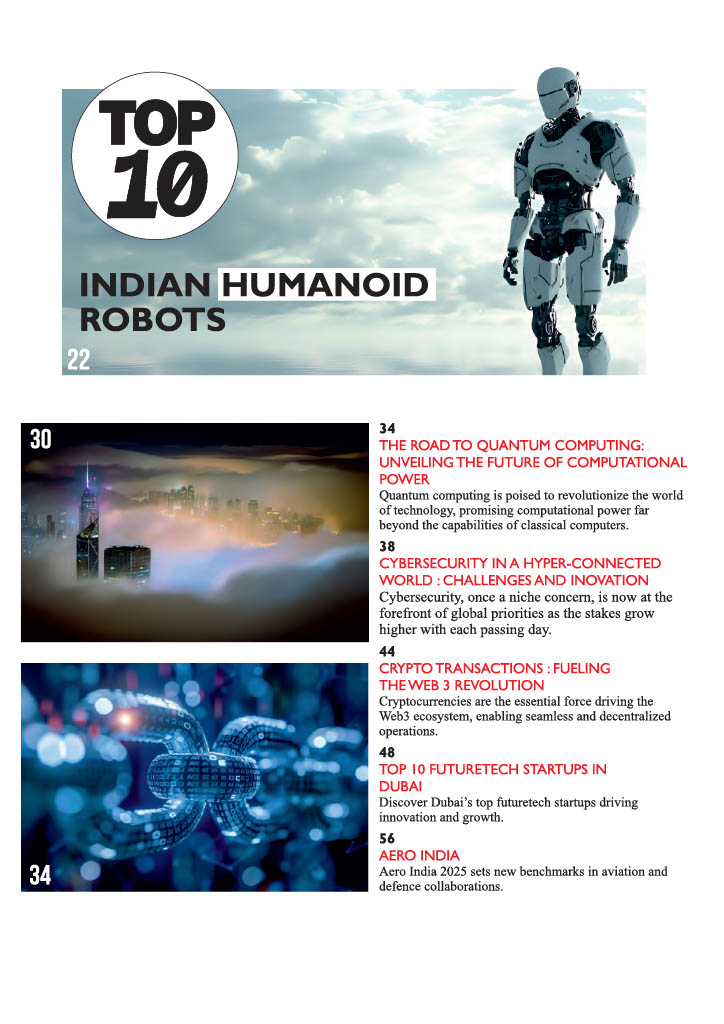 TOP
10
INDIAN HUMANOID
ROBOTS
22
30
34
34
THE ROAD TO QUANTUM COMPUTING:
UNVEILING THE FUTURE OF COMPUTATIONAL
POWER
Quantum computing is poised to revolutionize the world
of technology, promising computational power far
beyond the capabilities of classical computers.
38
CYBERSECURITY IN A HYPER-CONNECTED
WORLD : CHALLENGES AND INOVATION
Cybersecurity, once a niche concern, is now at the
forefront of global priorities as the stakes grow
higher with each passing day.
44
CRYPTO TRANSACTIONS : FUELING
THE WEB 3 REVOLUTION
Cryptocurrencies are the essential force driving the
Web3 ecosystem, enabling seamless and decentralized
operations.
48
TOP 10 FUTURETECH STARTUPS IN
DUBAI
Discover Dubai’s top futuretech startups driving
innovation and growth.
56
AERO INDIA
Aero India 2025 sets new benchmarks in aviation and
defence collaborations.